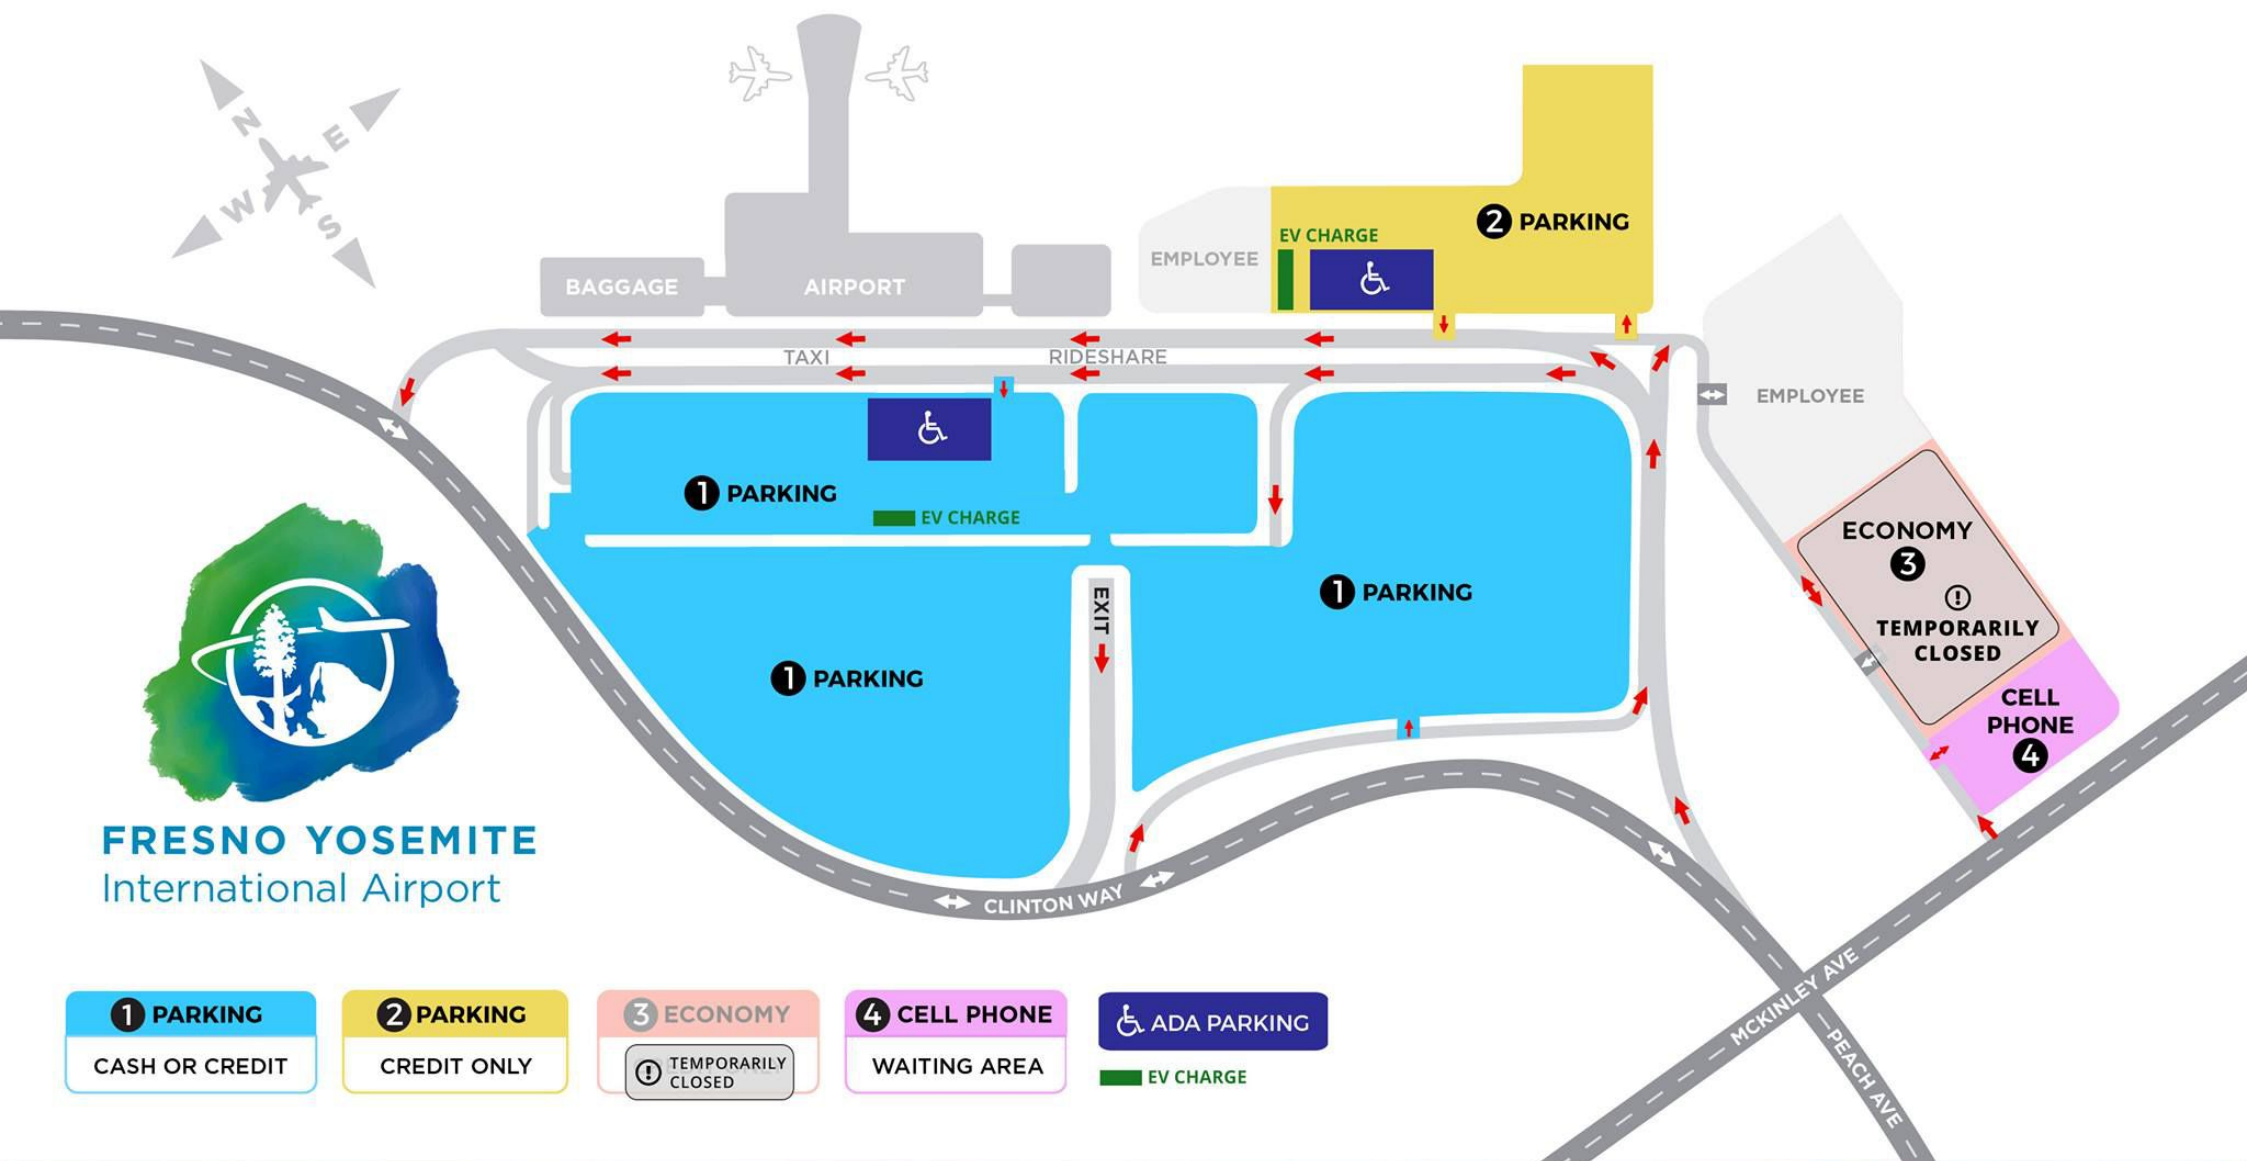 N
E
W
S
BAGGAGE
AIRPORT
EMPLOYEE
EV CHARGE
2 PARKING
TAXI
RIDESHARE
EMPLOYEE
1 PARKING
EV CHARGE
EXIT
1 PARKING
1 PARKING
ECONOMY
3
TEMPORARILY
CLOSED
CELL
PHONE
4
FRESNO YOSEMITE
International Airport
CLINTON WAY
MCKINLEY AVE
PEACH AVE
1 PARKING
CASH OR CREDIT
2 PARKING
CREDIT ONLY
3 ECONOMY
TEMPORARILY
CLOSED
4 CELL PHONE
WAITING AREA
ADA PARKING
EV CHARGE